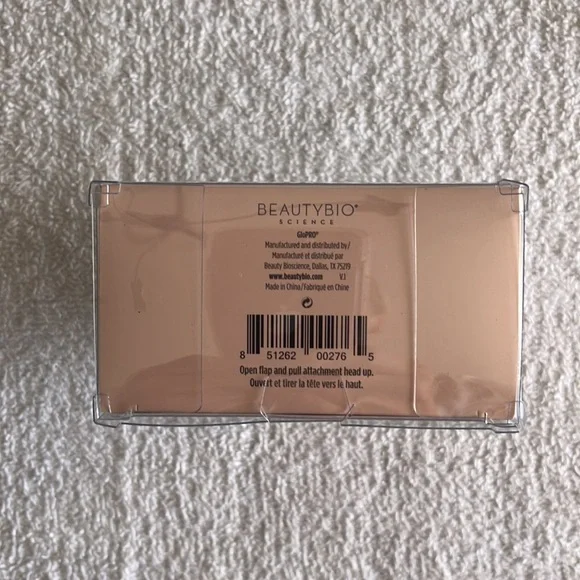 BEAUTYBIO®
SCIENCE
GloPRO®
Manufactured and distributed by/
Manufacturé et distribué par
Beauty Bioscience, Dallas, TX 75219
www.beautybio.com V.1
Made in China/Fabriqué en Chine
8 51262 00276 5
Open flap and pull attachment head up.
Ouvert et tirer la tête vers le haut.